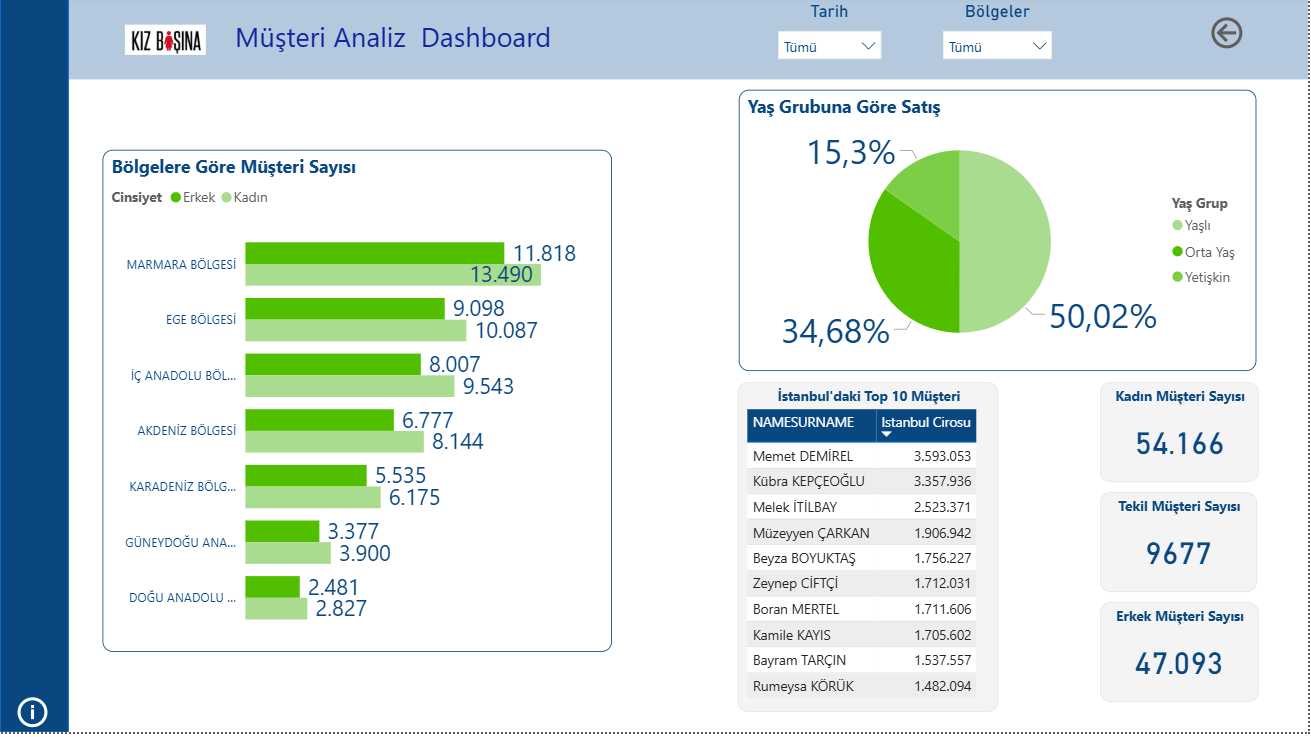 KIZ BAŞINA
Müşteri Analiz Dashboard
Tarih
Tümü
Bölgeler
Tümü
Bölgelere Göre Müşteri Sayısı
Cinsiyet Erkek Kadın
MARMARA BÖLGESİ
11.818
13.490
EGE BÖLGESİ
9.098
10.087
İÇ ANADOLU BÖL...
8.007
9.543
AKDENİZ BÖLGESİ
6.777
8.144
KARADENİZ BÖLG...
5.535
6.175
GÜNEYDOĞU ANA...
3.377
3.900
DOĞU ANADOLU ...
2.481
2.827
Yaş Grubuna Göre Satış
15,3%
34,68%
50,02%
Yaş Grup
Yaşlı
Orta Yaş
Yetişkin
İstanbul'daki Top 10 Müşteri
NAMESURNAME Istanbul Cirosu
Memet DEMİREL 3.593.053
Kübra KEPÇEOĞLU 3.357.936
Melek İTİLBAY 2.523.371
Müzeyyen ÇARKAN 1.906.942
Beyza BOYUKTAŞ 1.756.227
Zeynep CİFTÇİ 1.712.031
Boran MERTEL 1.711.606
Kamile KAYIS 1.705.602
Bayram TARÇIN 1.537.557
Rumeysa KÖRÜK 1.482.094
Kadın Müşteri Sayısı
54.166
Tekil Müşteri Sayısı
9677
Erkek Müşteri Sayısı
47.093